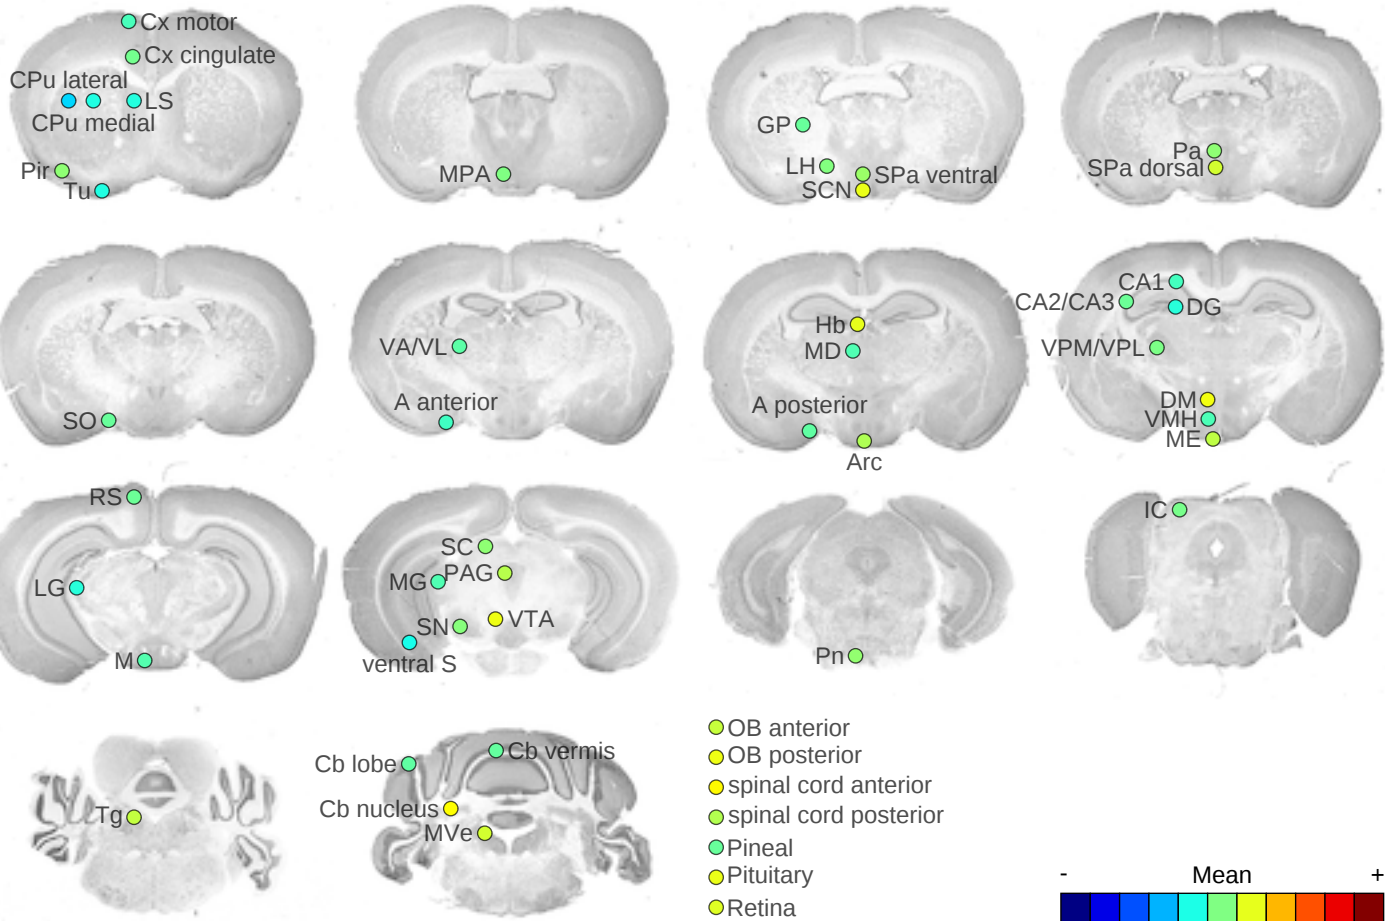 Cx motor
Cx cingulate
CPu lateral
LS
CPu medial
Pir
Tu
MPA
GP
LH
SPa ventral
SCN
Pa
SPa dorsal
SO
VA/VL
A anterior
Hb
MD
A posterior
Arc
CA1
CA2/CA3
DG
VPM/VPL
DM
VMH
ME
RS
LG
M
SC
MG
PAG
SN
VTA
ventral S
Pn
IC
Tg
Cb lobe
Cb vermis
Cb nucleus
MVe
OB anterior
OB posterior
spinal cord anterior
spinal cord posterior
Pineal
Pituitary
Retina
- Mean +